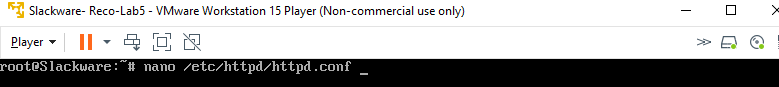 Slackware- Reco-Lab5 - VMware Workstation 15 Player (Non-commercial use only)
Player
root@Slackware:~# nano /etc/httpd/httpd.conf _